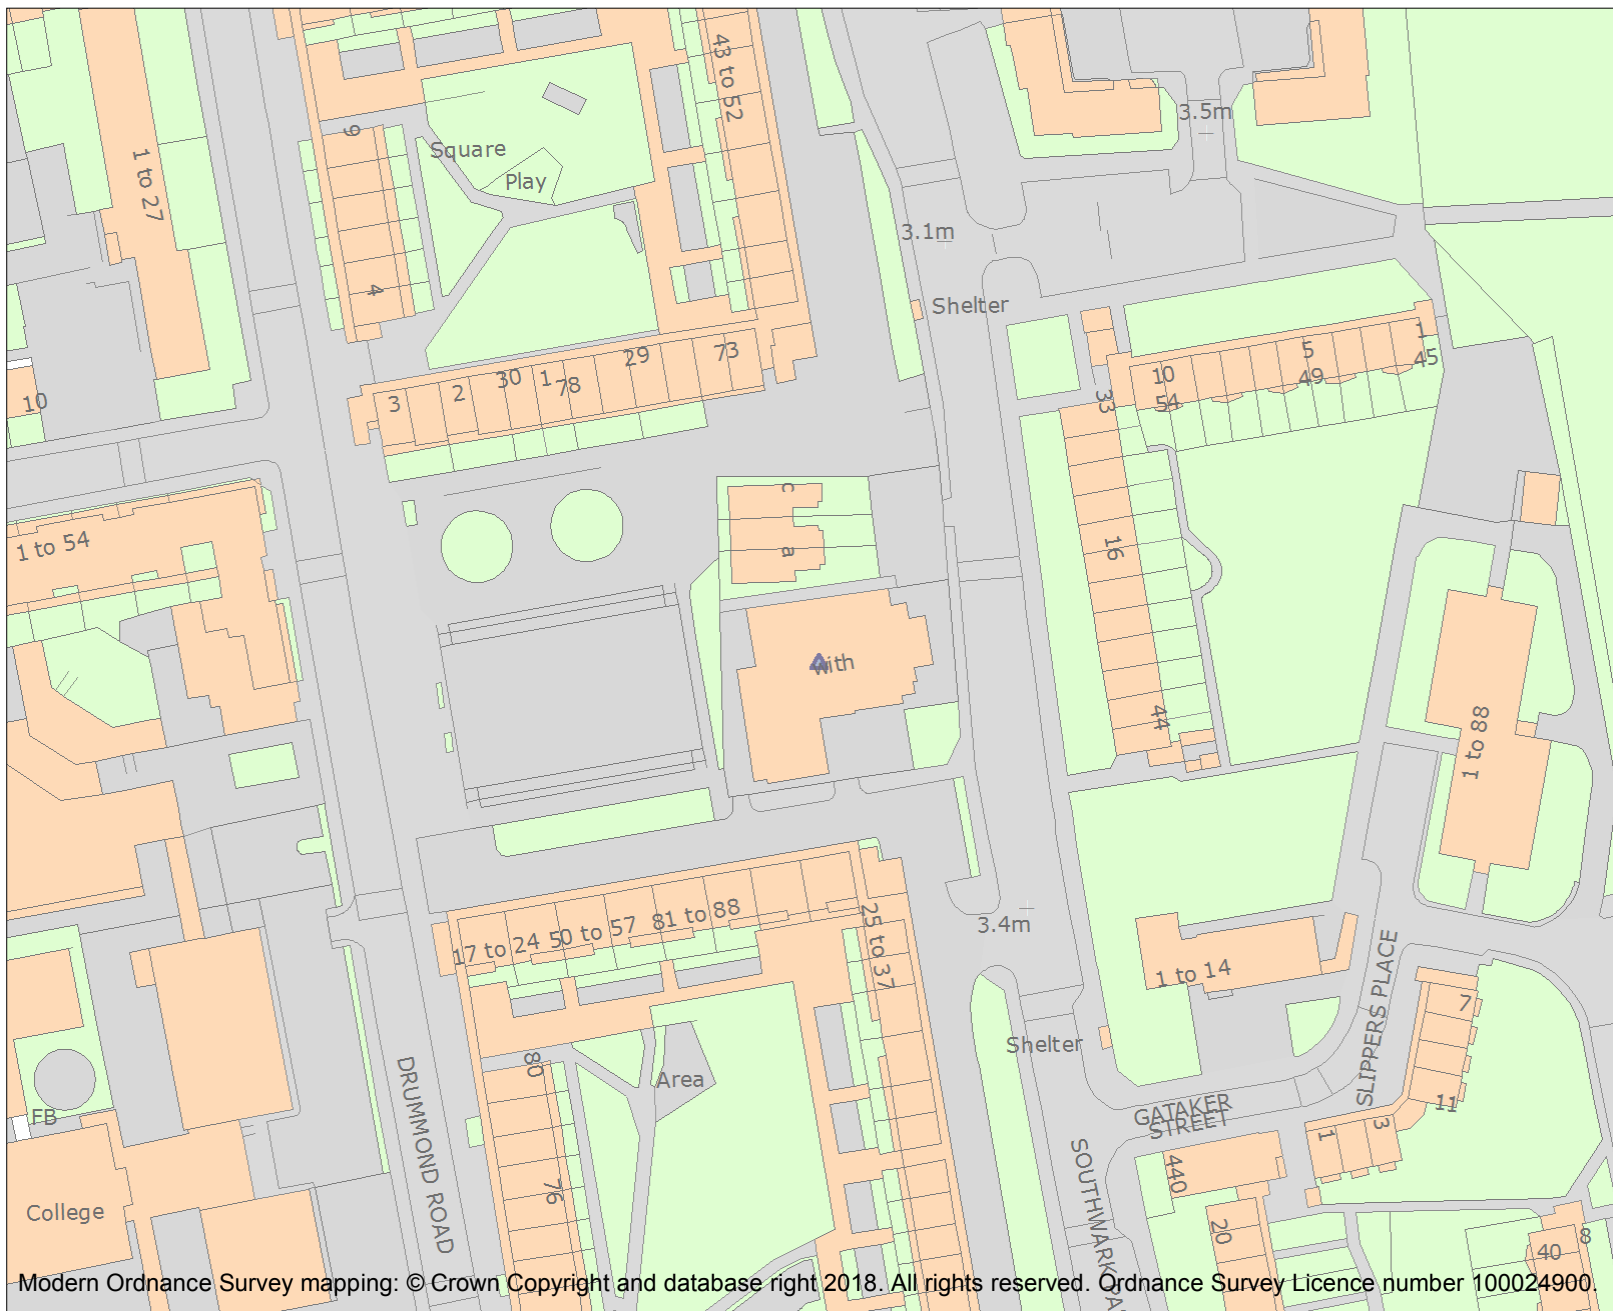 43 to 52
3.5m
9
Square
1 to 27
Play
3.1m
4
Shelter
1
5
45
73
29
10
49
30
1
78
2
3
10
54
33
c
1 to 54
16
a
with
44
1 to 88
81 to 88
50 to 57
17 to 24
25 to 37
3.4m
1 to 14
SLIPPERS PLACE
7
Shelter
80
Area
11
FB
GATAKER
STREET
1
3
DRUMMOND ROAD
440
76
College
SOUTHWARK PA
20
8
40
Modern Ordnance Survey mapping: © Crown Copyright and database right 2018. All rights reserved. Ordnance Survey Licence number 100024900.